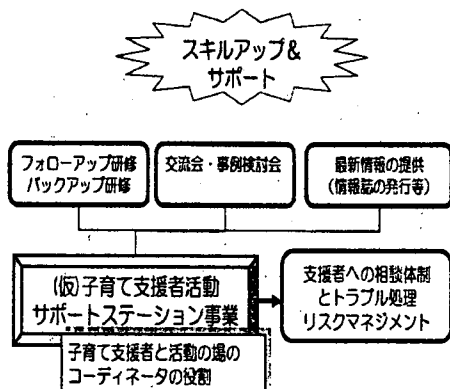 スキルアップ&
サポート
フォローアップ研修
バックアップ研修
交流会・事例検討会
最新情報の提供
(情報誌の発行等)
(仮)子育て支援者活動
サポートステーション事業
支援者への相談体制
とトラブル処理
リスクマネジメント
子育て支援者と活動の場の
コーディネータの役割